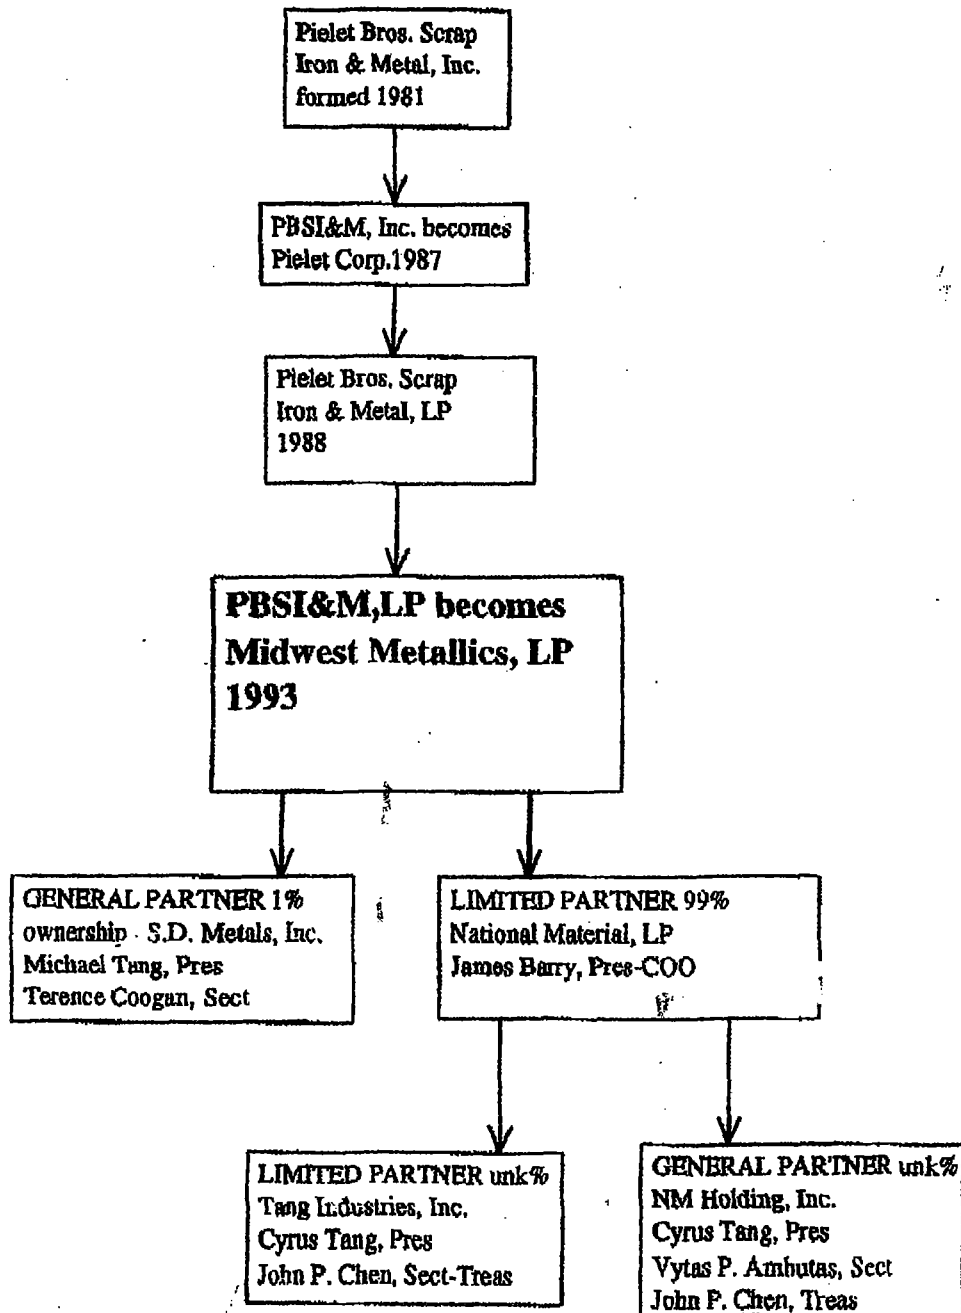 Pielet Bros. Scrap
Iron & Metal, Inc.
formed 1981
PBSI&M, Inc. becomes
Pielet Corp.1987
Pielet Bros. Scrap
Iron & Metal, LP
1988
PBSI&M,LP becomes
Midwest Metallics, LP
1993
GENERAL PARTNER 1%
ownership S.D. Metals, Inc.
Michael Tang, Pres
Terence Coogan, Sect
LIMITED PARTNER 99%
National Material, LP
James Barry, Pres-COO
LIMITED PARTNER unk%
Tang Industries, Inc.
Cyrus Tang, Pres
John P. Chen, Sect-Treas
GENERAL PARTNER unk%
NM Holding, Inc.
Cyrus Tang, Pres
Vytas P. Ambutas, Sect
John P. Chen, Treas